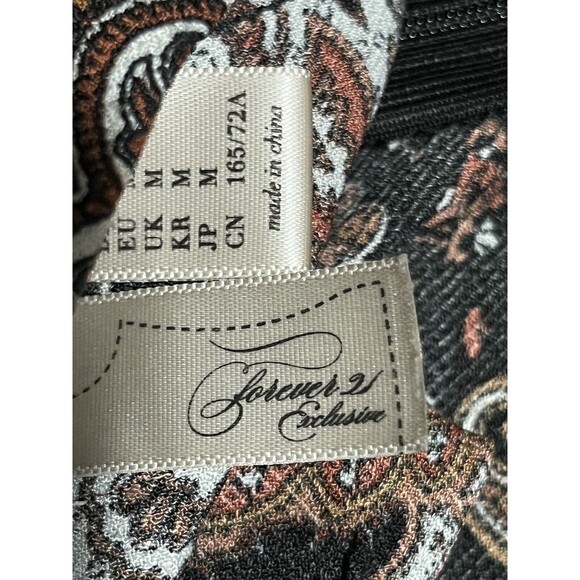 EU M
UK M
KR M
JP M
CN 165/72A
made in china
forever 21
Exclusive